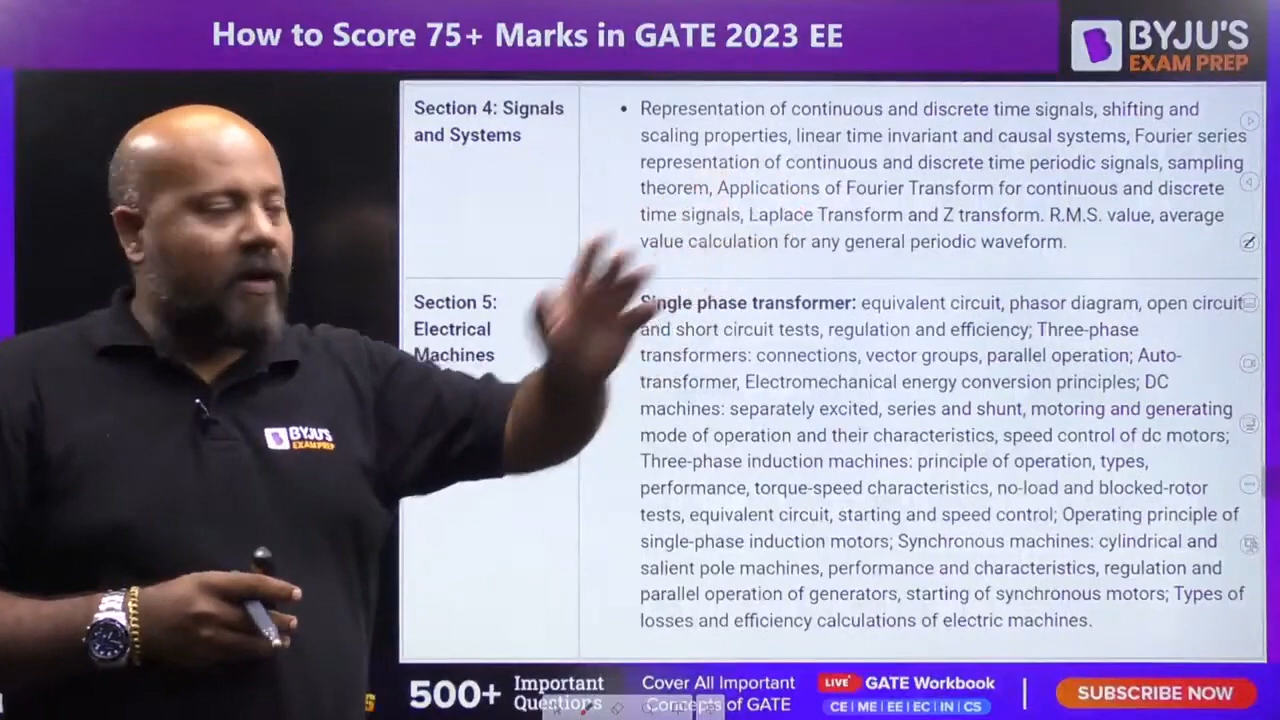 How to Score 75+ Marks in GATE 2023 EE
BYJU'S
EXAM PREP
Section 4: Signals
and Systems
• Representation of continuous and discrete time signals, shifting and
scaling properties, linear time invariant and causal systems, Fourier series
representation of continuous and discrete time periodic signals, sampling
theorem, Applications of Fourier Transform for continuous and discrete
time signals, Laplace Transform and Z transform. R.M.S. value, average
value calculation for any general periodic waveform.
Section 5:
Electrical
Machines
Single phase transformer: equivalent circuit, phasor diagram, open circuit
and short circuit tests, regulation and efficiency; Three-phase
transformers: connections, vector groups, parallel operation; Auto-
transformer, Electromechanical energy conversion principles; DC
machines: separately excited, series and shunt, motoring and generating
mode of operation and their characteristics, speed control of dc motors;
Three-phase induction machines: principle of operation, types,
performance, torque-speed characteristics, no-load and blocked-rotor
tests, equivalent circuit, starting and speed control; Operating principle of
single-phase induction motors; Synchronous machines: cylindrical and
salient pole machines, performance and characteristics, regulation and
parallel operation of generators, starting of synchronous motors; Types of
losses and efficiency calculations of electric machines.
BYJU'S
EXAM PREP
500+
Important
Questions
Cover All Important
Concepts of GATE
LIVE GATE Workbook
CE | ME | EE | EC | IN | CS
SUBSCRIBE NOW